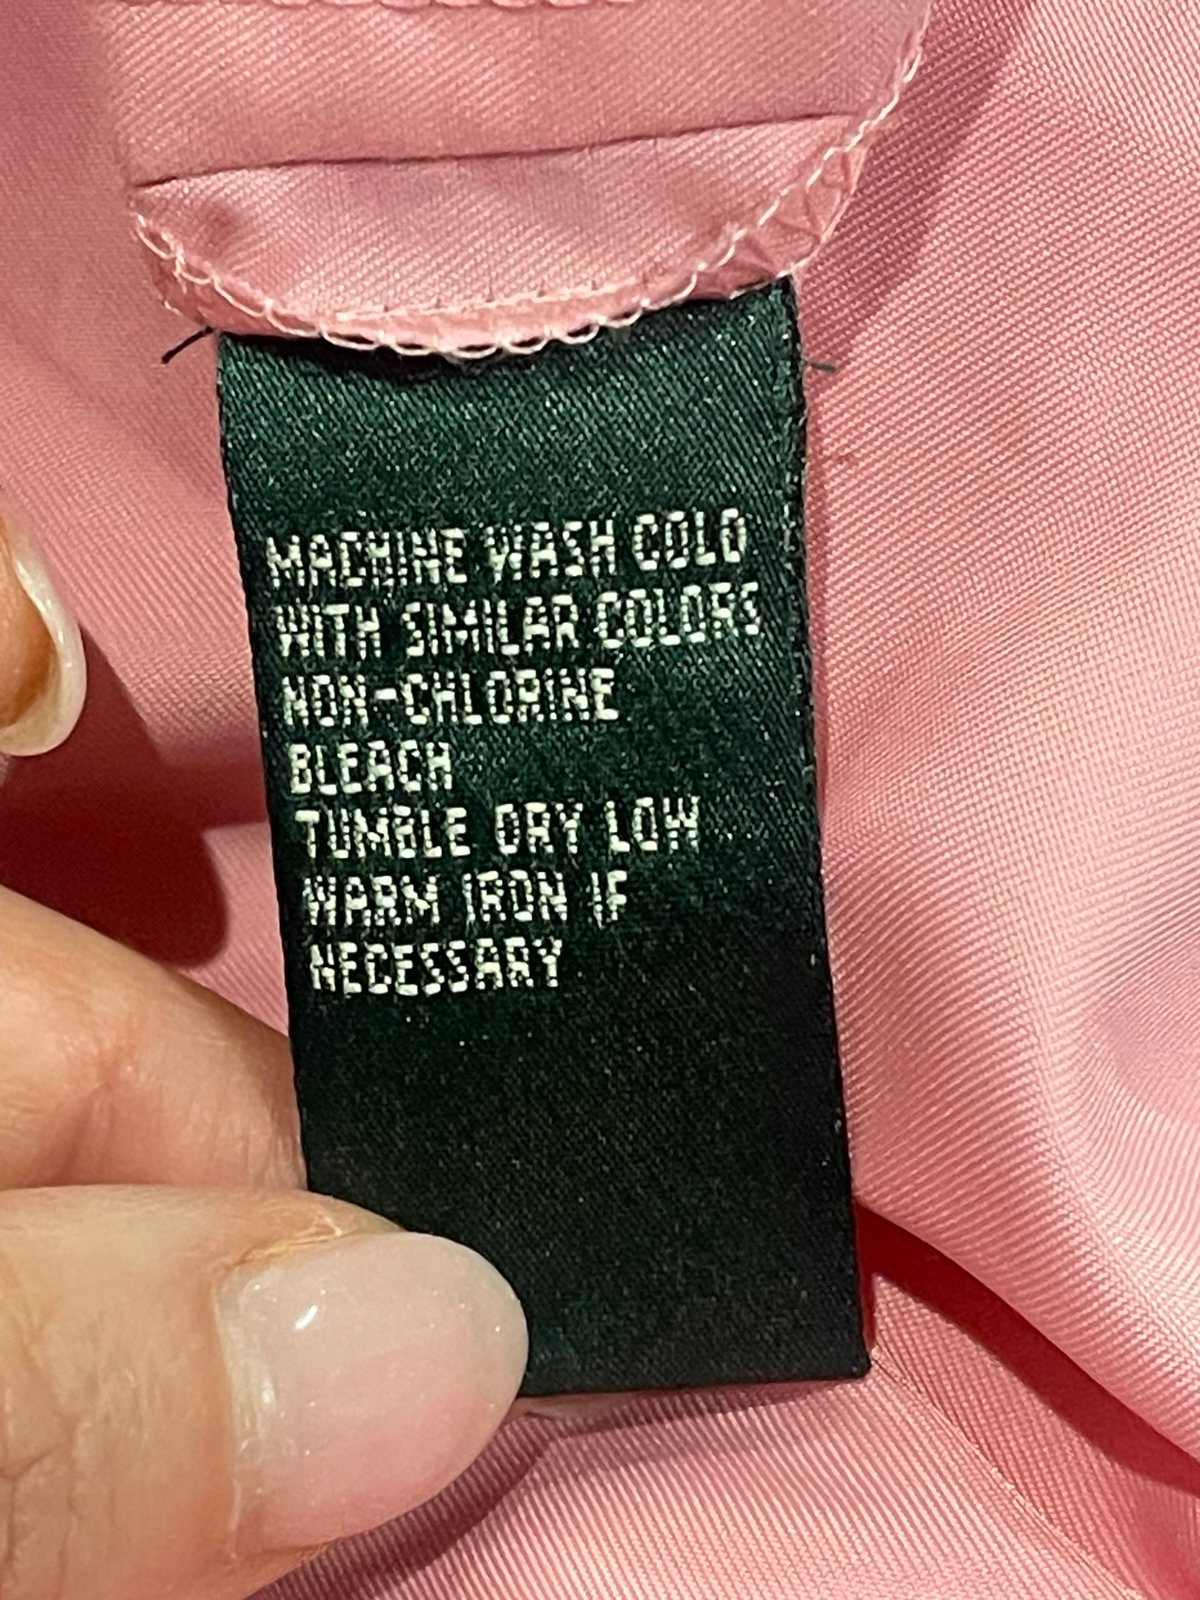 MACHINE WASH COLD
WITH SIMILAR COLORS
NON-CHLORINE
BLEACH
TUMBLE DRY LOW
WARM IRON IF
NECESSARY